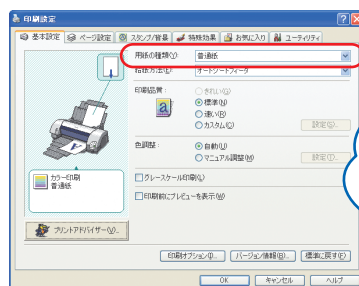 印刷設定
基本設定 ページ設定 スタンプ/背景 特殊効果 お気に入り ユーティリティ
用紙の種類(Y): 普通紙
給紙方法(E): オートシートフィーダ
印刷品質: きれい(G)
標準(N)
速い(R)
カスタム(C) 設定(S)...
色調整: 自動(U)
マニュアル調整(M) 設定(T)...
カラー印刷
普通紙
グレースケール印刷(L)
印刷前にプレビューを表示(W)
プリントアドバイザー(V)...
印刷オプション(I)... バージョン情報(B)... 標準に戻す(F)
OK キャンセル ヘルプ